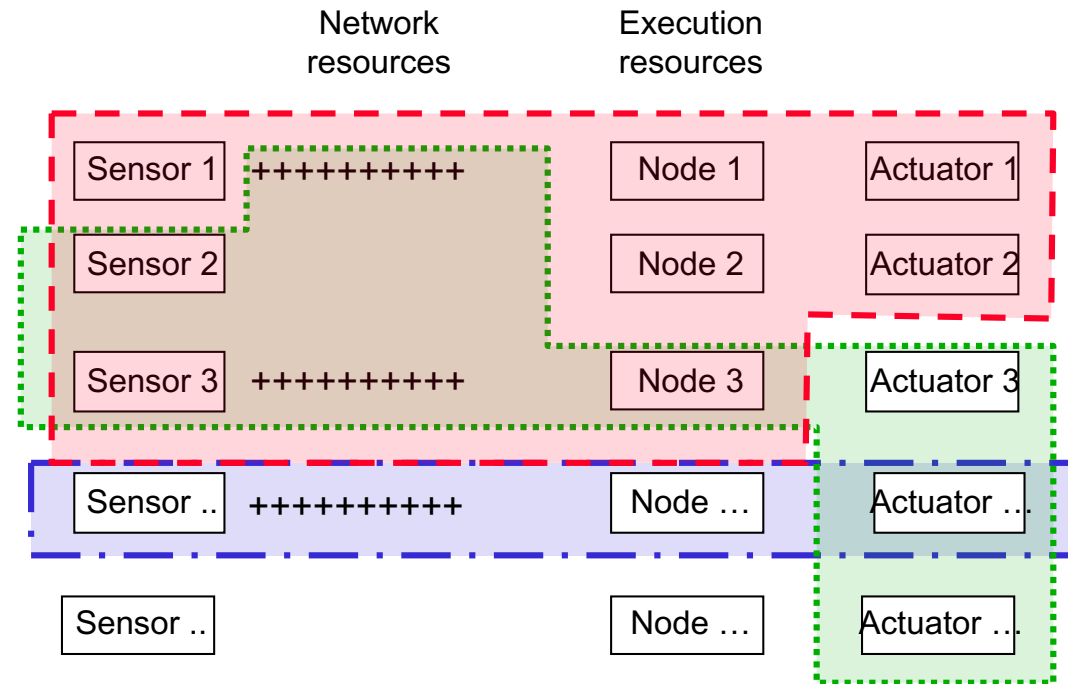 Network
resources
Execution
resources
Sensor 1 ++++++++++ Node 1 Actuator 1
Sensor 2 Node 2 Actuator 2
Sensor 3 ++++++++++ Node 3 Actuator 3
Sensor .. ++++++++++ Node … Actuator …
Sensor .. Node … Actuator …